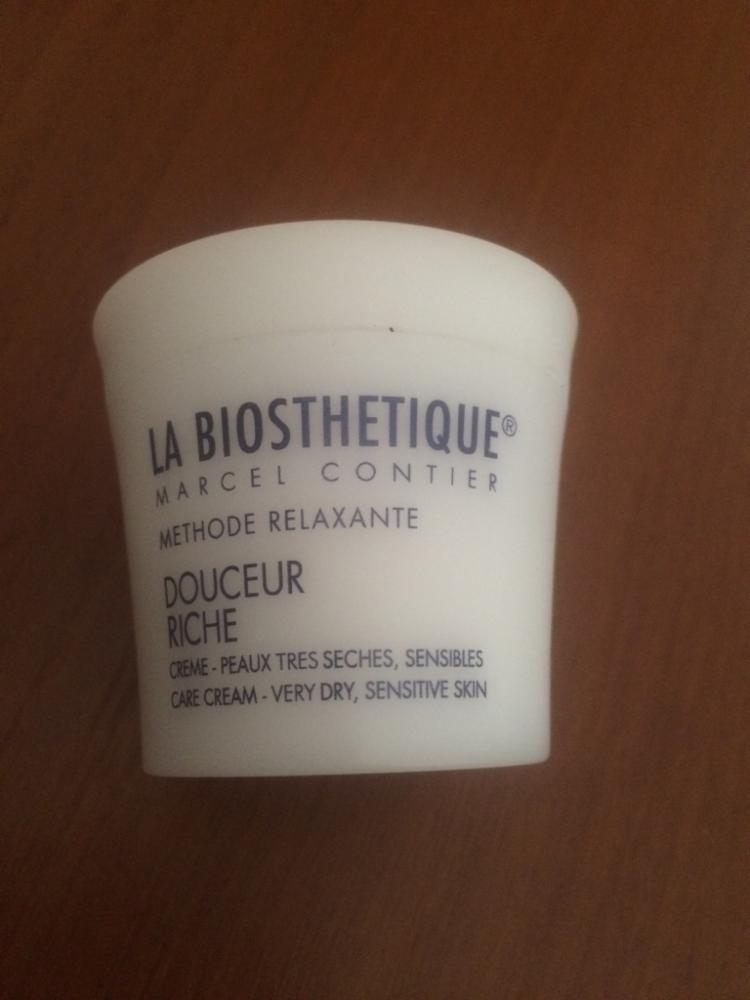 LA BIOSTHETIQUE®
MARCEL CONTIER
METHODE RELAXANTE
DOUCEUR
RICHE
CREME - PEAUX TRES SECHES, SENSIBLES
CARE CREAM - VERY DRY, SENSITIVE SKIN